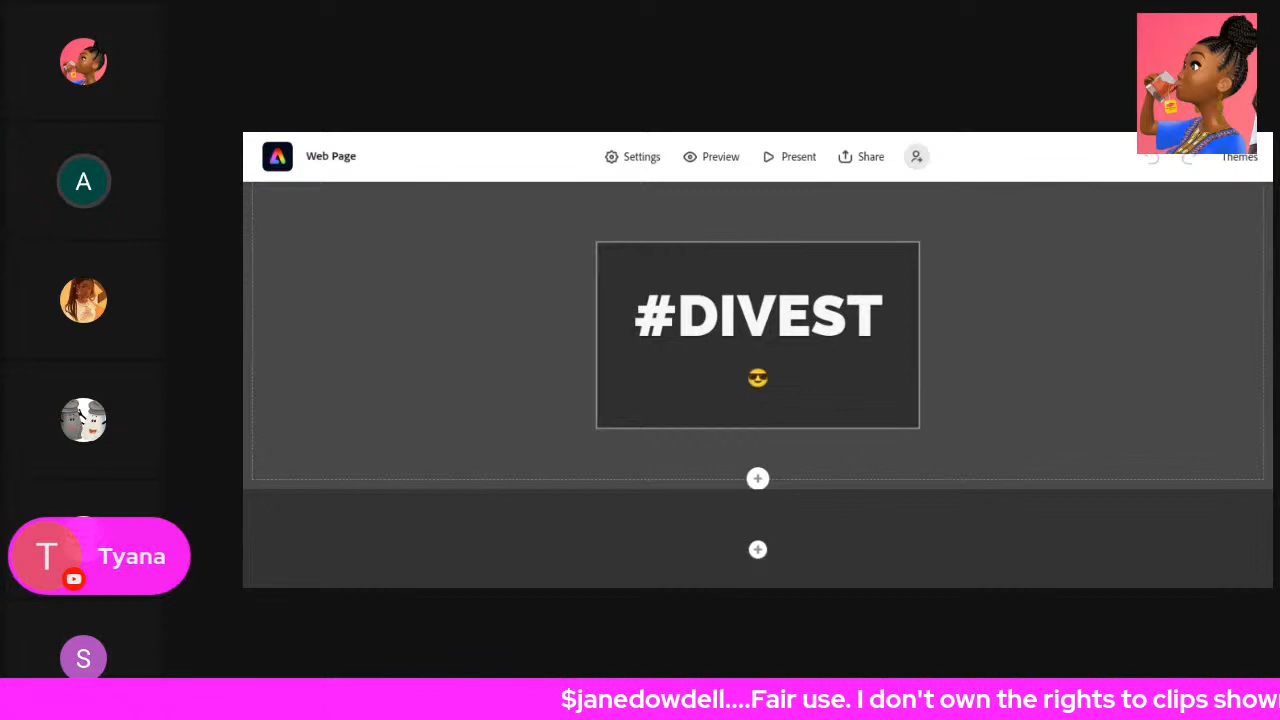 A
T
Tyana
S
Web Page
Settings
Preview
Present
Share
Themes
#DIVEST
$janedowdell....Fair use. I don't own the rights to clips show